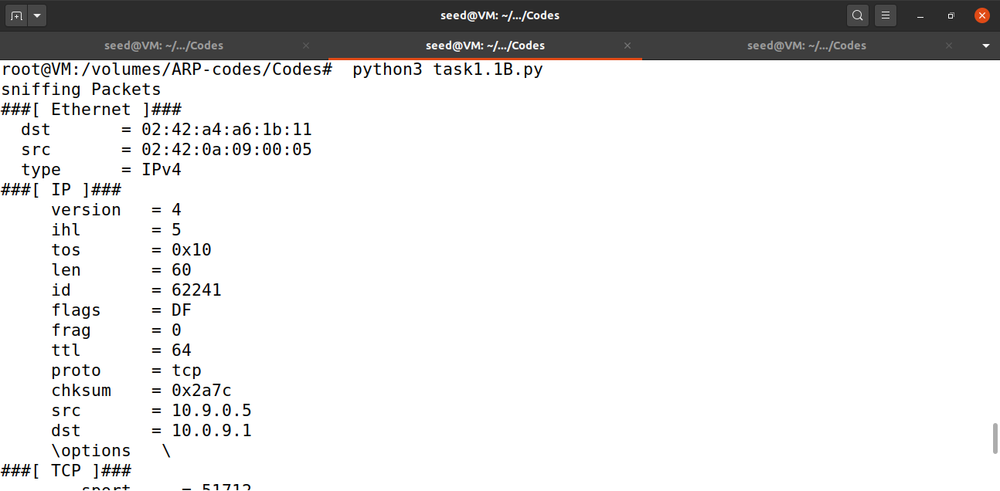 seed@VM: ~/.../Codes
seed@VM: ~/.../Codes seed@VM: ~/.../Codes seed@VM: ~/.../Codes
root@VM:/volumes/ARP-codes/Codes#  python3 task1.1B.py
sniffing Packets
###[ Ethernet ]###
  dst       = 02:42:a4:a6:1b:11
  src       = 02:42:0a:09:00:05
  type      = IPv4
###[ IP ]###
     version   = 4
     ihl       = 5
     tos       = 0x10
     len       = 60
     id        = 62241
     flags     = DF
     frag      = 0
     ttl       = 64
     proto     = tcp
     chksum    = 0x2a7c
     src       = 10.9.0.5
     dst       = 10.0.9.1
     \options   \
###[ TCP ]###
        sport     = 51712